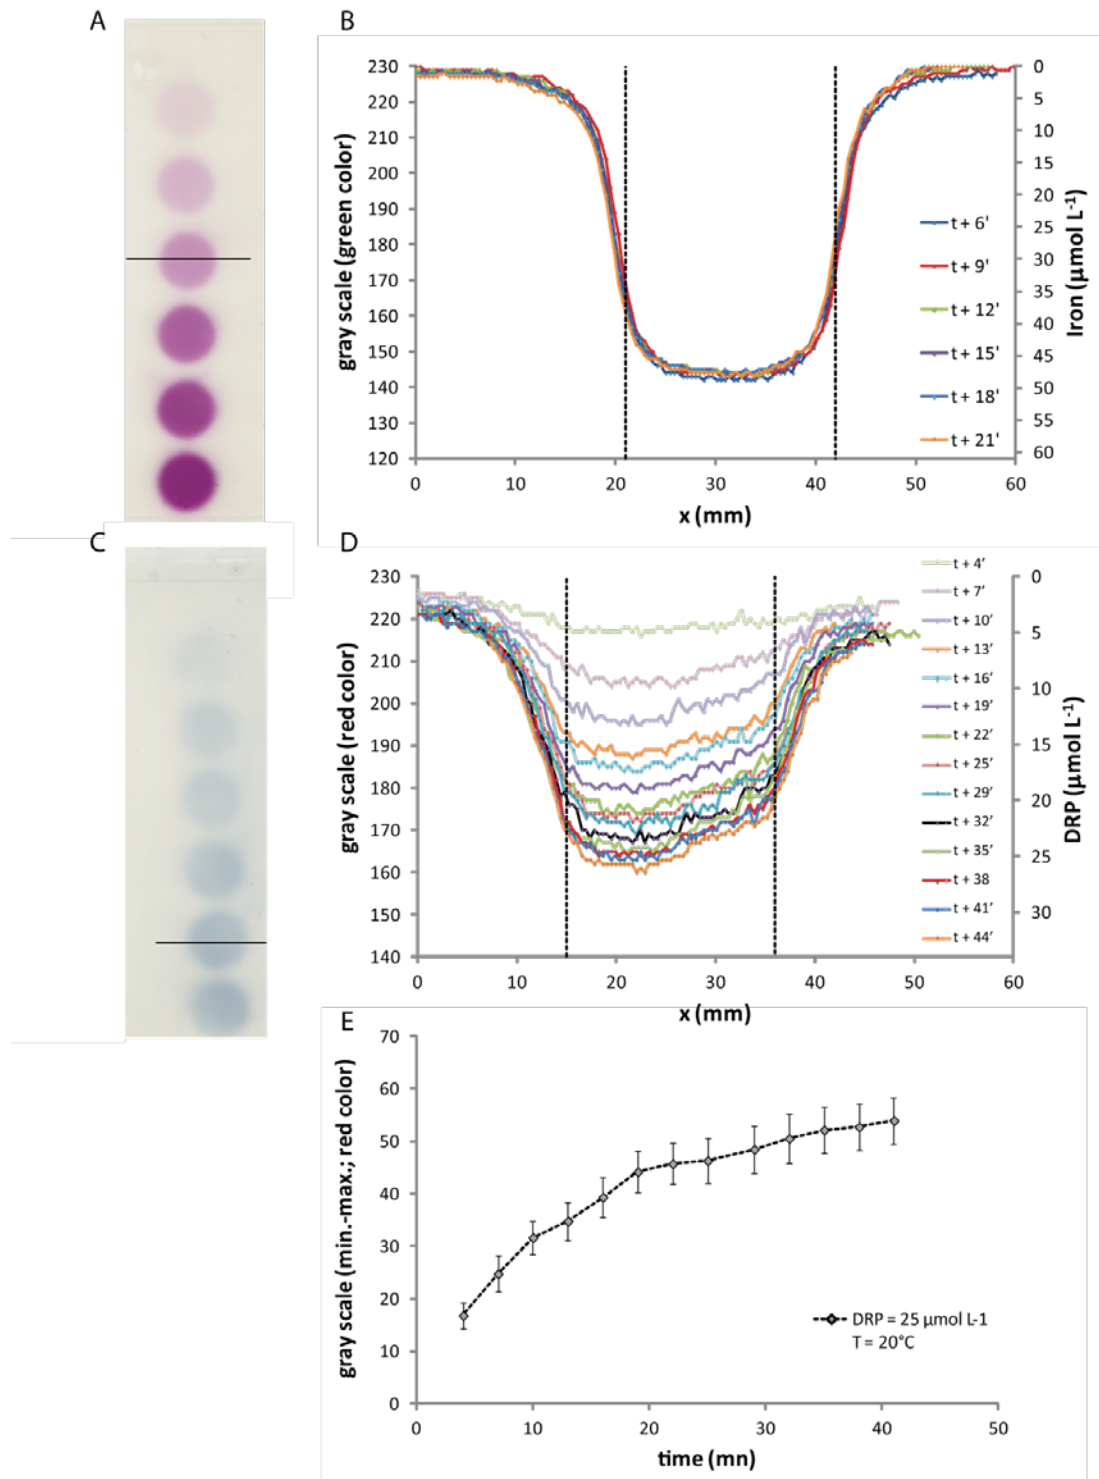 A
B
230
220
210
200
190
180
170
160
150
140
130
120
gray scale (green color)
0
5
10
15
20
25
30
35
40
45
50
55
60
Iron (µmol L-1)
t + 6'
t + 9'
t + 12'
t + 15'
t + 18'
t + 21'
0 10 20 30 40 50 60
x (mm)
C
D
230
220
210
200
190
180
170
160
150
140
gray scale (red color)
0
5
10
15
20
25
30
DRP (µmol L-1)
t + 4'
t + 7'
t + 10'
t + 13'
t + 16'
t + 19'
t + 22'
t + 25'
t + 29'
t + 32'
t + 35'
t + 38
t + 41'
t + 44'
0 10 20 30 40 50 60
x (mm)
E
70
60
50
40
30
20
10
0
gray scale (min.-max.; red color)
DRP = 25 µmol L-1
T = 20°C
0 10 20 30 40 50
time (mn)